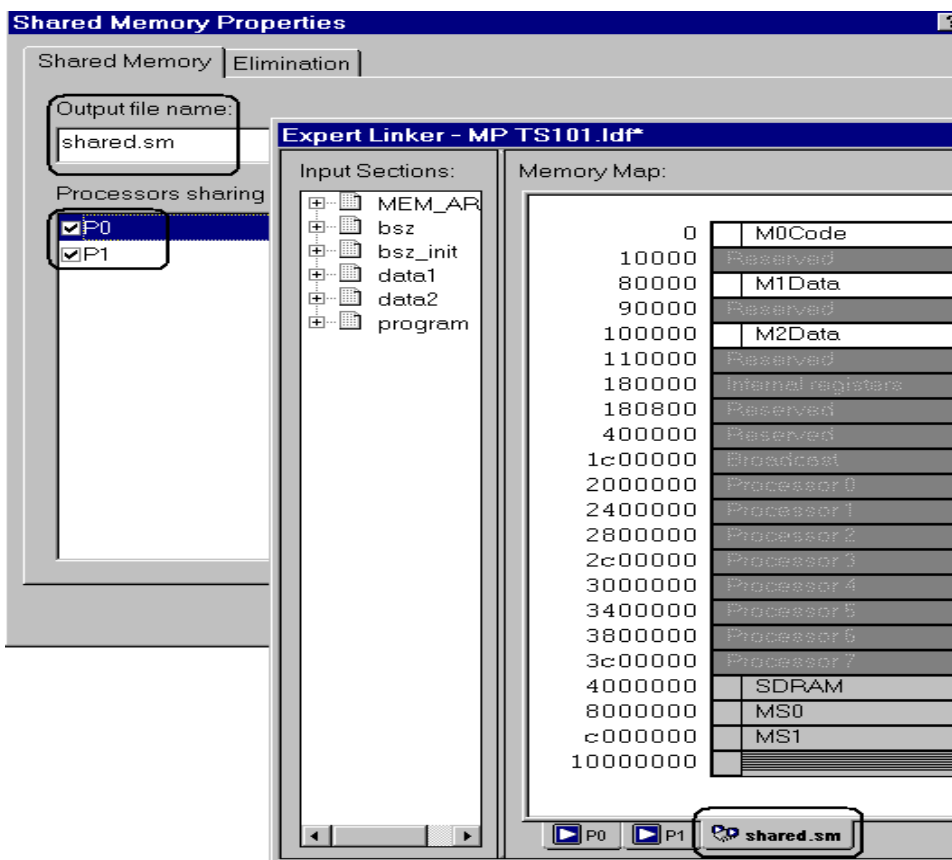 Shared Memory Properties
?
Shared Memory
Elimination
Output file name:
shared.sm
Processors sharing
P0
P1
Expert Linker - MP TS101.ldf*
Input Sections:
MEM_AR
bsz
bsz_init
data1
data2
program
Memory Map:
0 M0Code
10000 Reserved
80000 M1Data
90000 Reserved
100000 M2Data
110000 Reserved
180000 Internal registers
180800 Reserved
400000 Reserved
1c00000 Broadcast
2000000 Processor 0
2400000 Processor 1
2800000 Processor 2
2c00000 Processor 3
3000000 Processor 4
3400000 Processor 5
3800000 Processor 6
3c00000 Processor 7
4000000 SDRAM
8000000 MS0
c000000 MS1
10000000
P0
P1
shared.sm